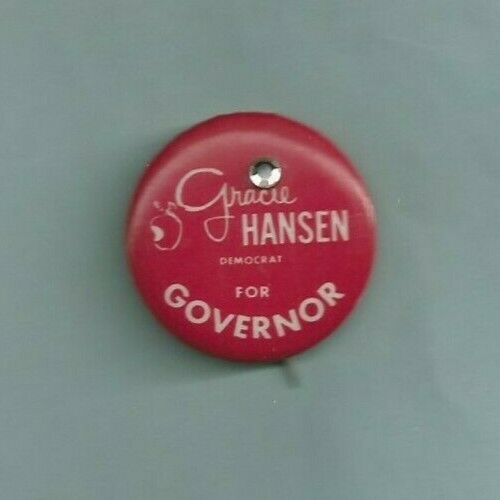 Gracie
HANSEN
DEMOCRAT
FOR
GOVERNOR